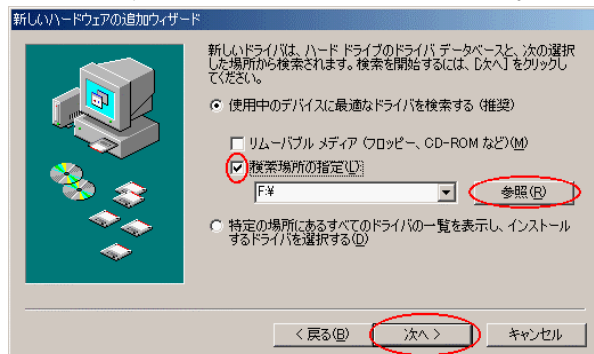 新しいハードウェアの追加ウィザード
新しいドライバは、ハード ドライブのドライバ データベースと、次の選択
した場所から検索されます。検索を開始するには、[次へ] をクリックし
てください。
使用中のデバイスに最適なドライバを検索する (推奨)
リムーバブル メディア (フロッピー、CD-ROM など)(M)
検索場所の指定(L):
F:¥
参照(R)
特定の場所にあるすべてのドライバの一覧を表示し、インストール
するドライバを選択する(D)
< 戻る(B)
次へ >
キャンセル